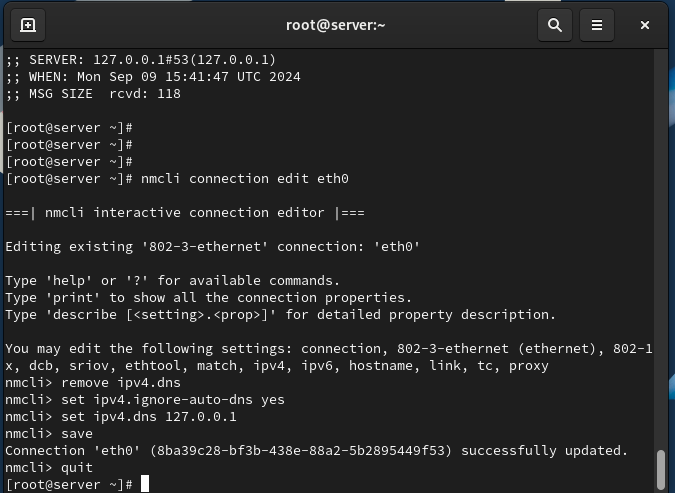 root@server:~
;; SERVER: 127.0.0.1#53(127.0.0.1)
;; WHEN: Mon Sep 09 15:41:47 UTC 2024
;; MSG SIZE  rcvd: 118
[root@server ~]#
[root@server ~]#
[root@server ~]#
[root@server ~]# nmcli connection edit eth0
===| nmcli interactive connection editor |===
Editing existing '802-3-ethernet' connection: 'eth0'
Type 'help' or '?' for available commands.
Type 'print' to show all the connection properties.
Type 'describe [<setting>.<prop>]' for detailed property description.
You may edit the following settings: connection, 802-3-ethernet (ethernet), 802-1
x, dcb, sriov, ethtool, match, ipv4, ipv6, hostname, link, tc, proxy
nmcli> remove ipv4.dns
nmcli> set ipv4.ignore-auto-dns yes
nmcli> set ipv4.dns 127.0.0.1
nmcli> save
Connection 'eth0' (8ba39c28-bf3b-438e-88a2-5b2895449f53) successfully updated.
nmcli> quit
[root@server ~]#